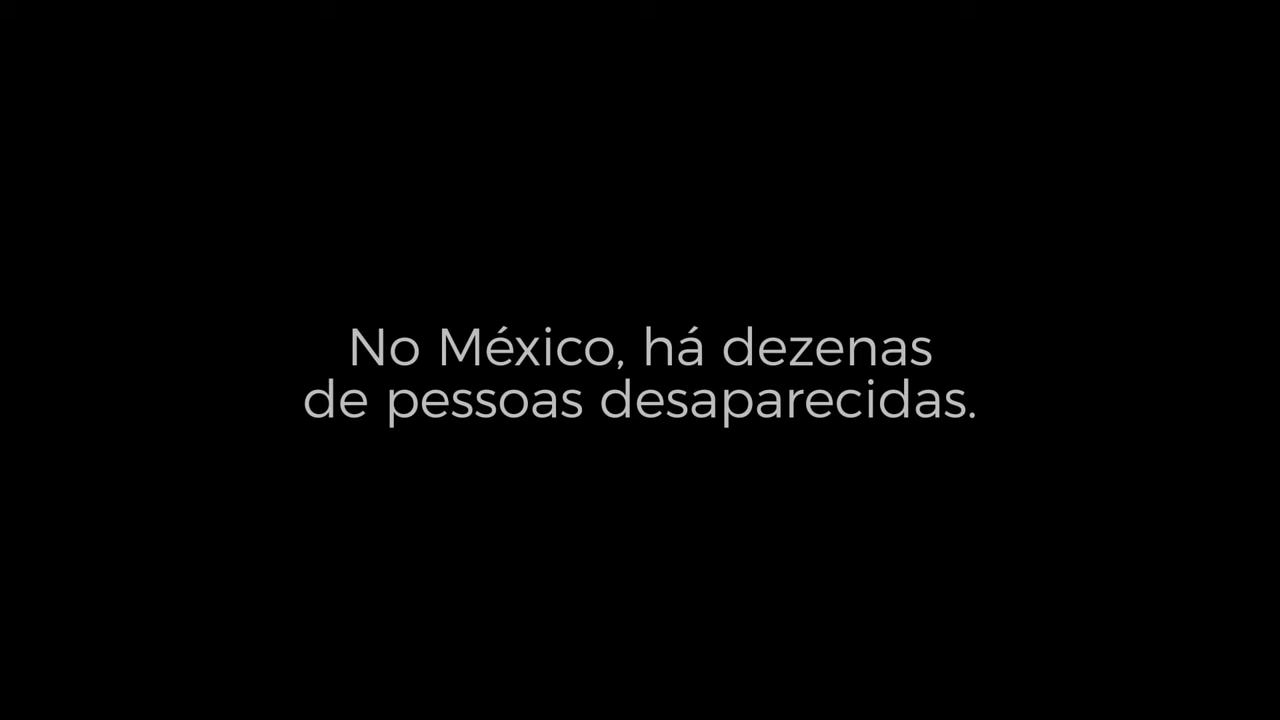 No México, há dezenas
de pessoas desaparecidas.